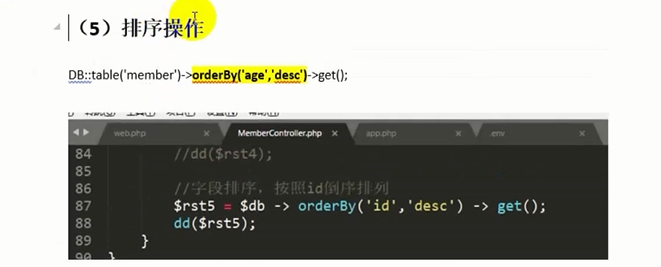 （5）排序操作
DB::table('member')->orderBy('age','desc')->get();
web.php × MemberController.php × app.php × .env ×
84 //dd($rst4);
85
86 //字段排序，按照id倒序排列
87 $rst5 = $db -> orderBy('id','desc') -> get();
88 dd($rst5);
89 }
90 }